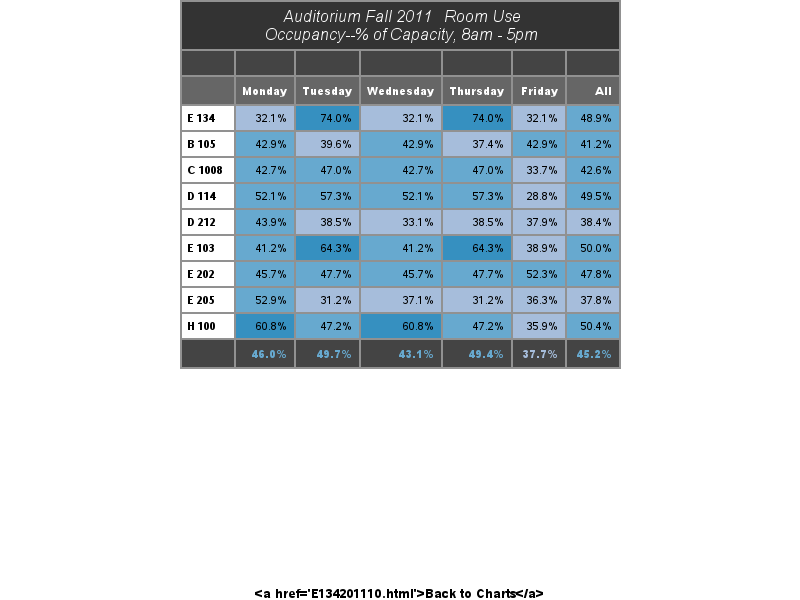 Auditorium Fall 2011 Room Use
Occupancy--% of Capacity, 8am - 5pm
Monday Tuesday Wednesday Thursday Friday All
E 134 32.1% 74.0% 32.1% 74.0% 32.1% 48.9%
B 105 42.9% 39.6% 42.9% 37.4% 42.9% 41.2%
C 1008 42.7% 47.0% 42.7% 47.0% 33.7% 42.6%
D 114 52.1% 57.3% 52.1% 57.3% 28.8% 49.5%
D 212 43.9% 38.5% 33.1% 38.5% 37.9% 38.4%
E 103 41.2% 64.3% 41.2% 64.3% 38.9% 50.0%
E 202 45.7% 47.7% 45.7% 47.7% 52.3% 47.8%
E 205 52.9% 31.2% 37.1% 31.2% 36.3% 37.8%
H 100 60.8% 47.2% 60.8% 47.2% 35.9% 50.4%
46.0% 49.7% 43.1% 49.4% 37.7% 45.2%
<a href='E134201110.html'>Back to Charts</a>